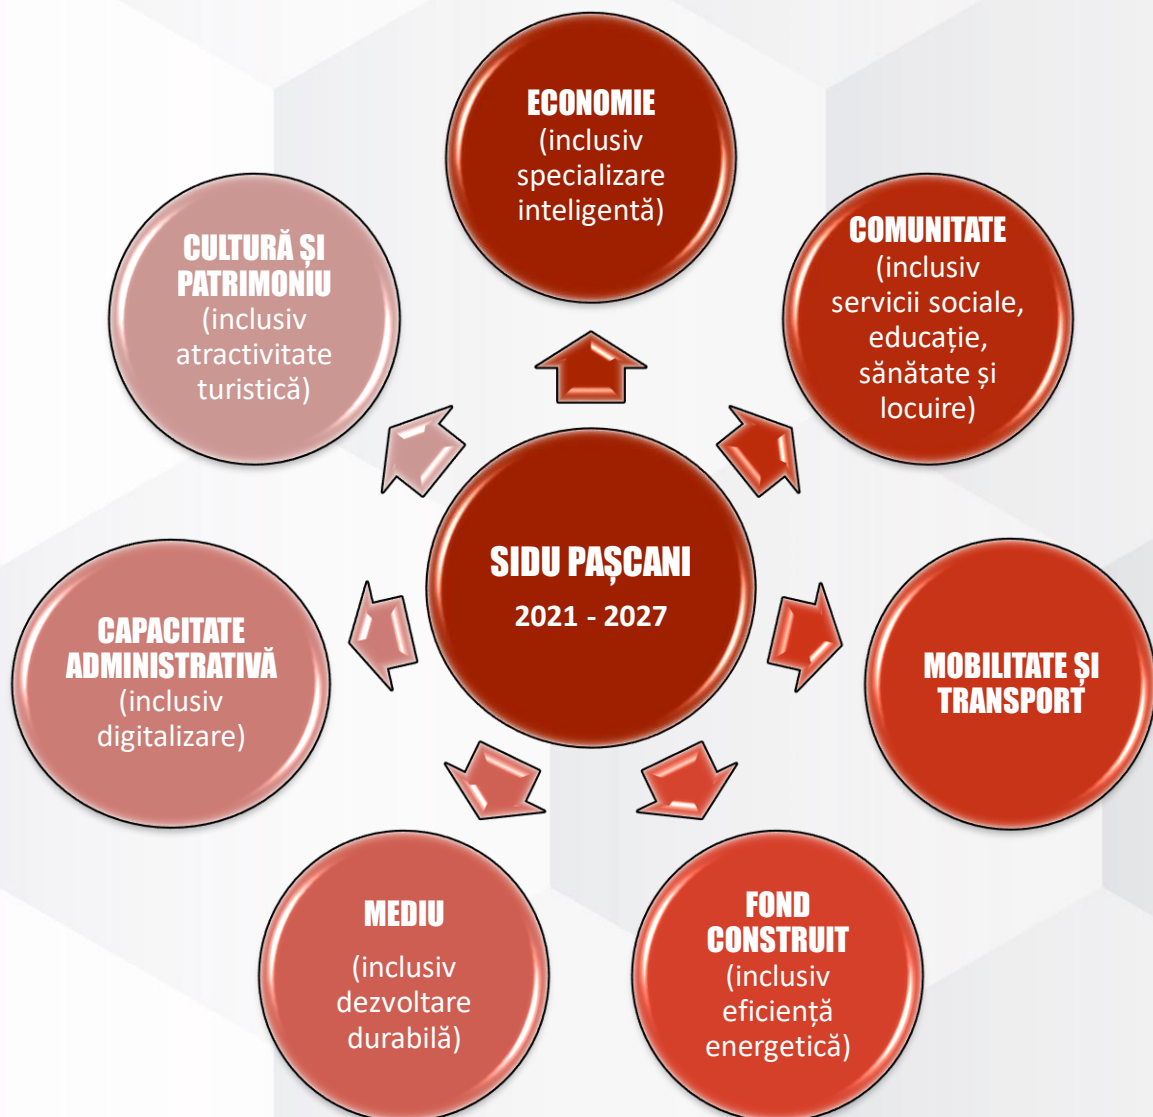 ECONOMIE
(inclusiv
specializare
inteligentă)
COMUNITATE
(inclusiv
servicii sociale,
educație,
sănătate și
locuire)
MOBILITATE ȘI
TRANSPORT
FOND
CONSTRUIT
(inclusiv
eficiență
energetică)
MEDIU
(inclusiv
dezvoltare
durabilă)
CAPACITATE
ADMINISTRATIVĂ
(inclusiv
digitalizare)
CULTURĂ ȘI
PATRIMONIU
(inclusiv
atractivitate
turistică)
SIDU PAȘCANI
2021 - 2027